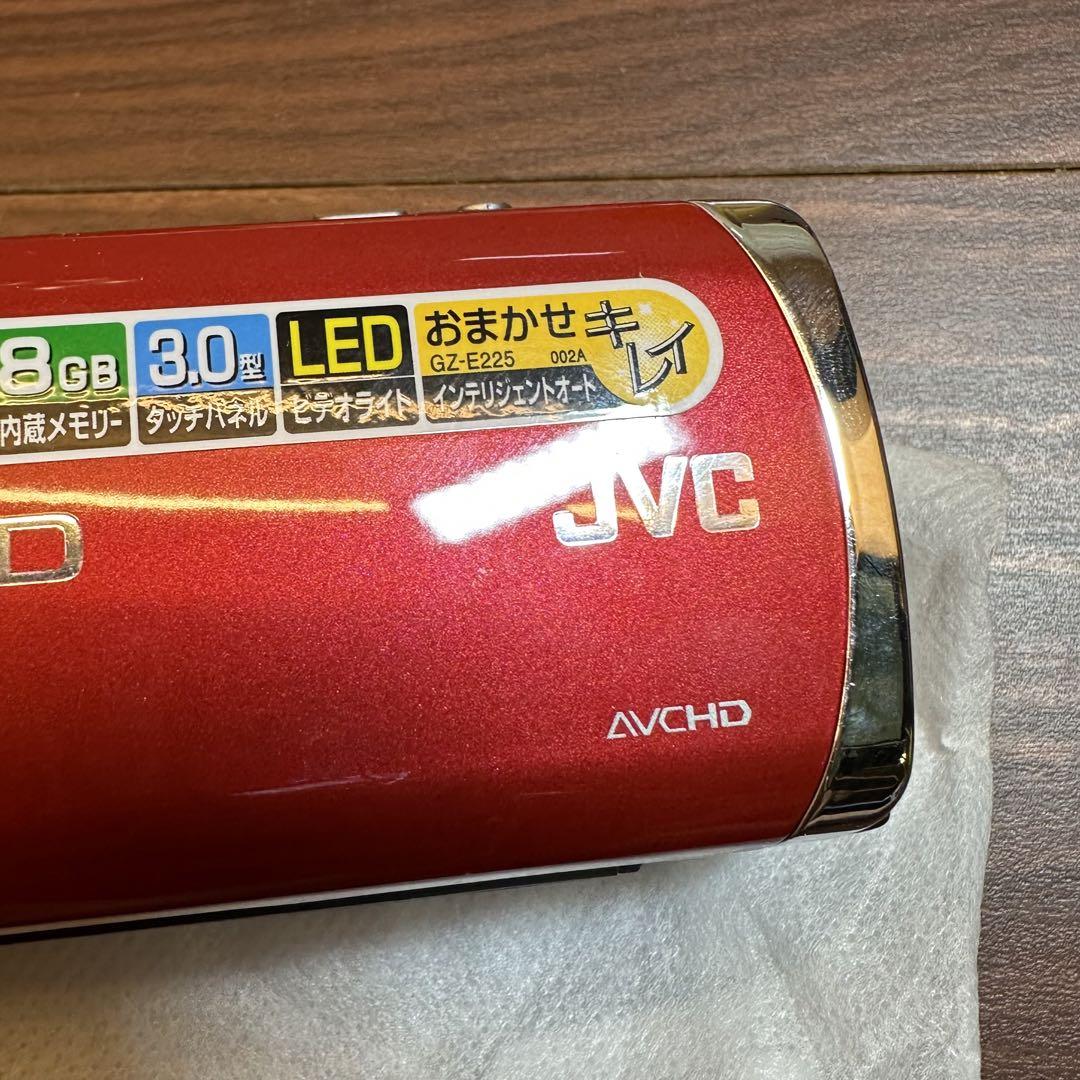 8GB
内蔵メモリー
3.0型
タッチパネル
LED
ビデオライト
おまかせ
キレイ
GZ-E225 002A
インテリジェントオート
JVC
D
AVCHD